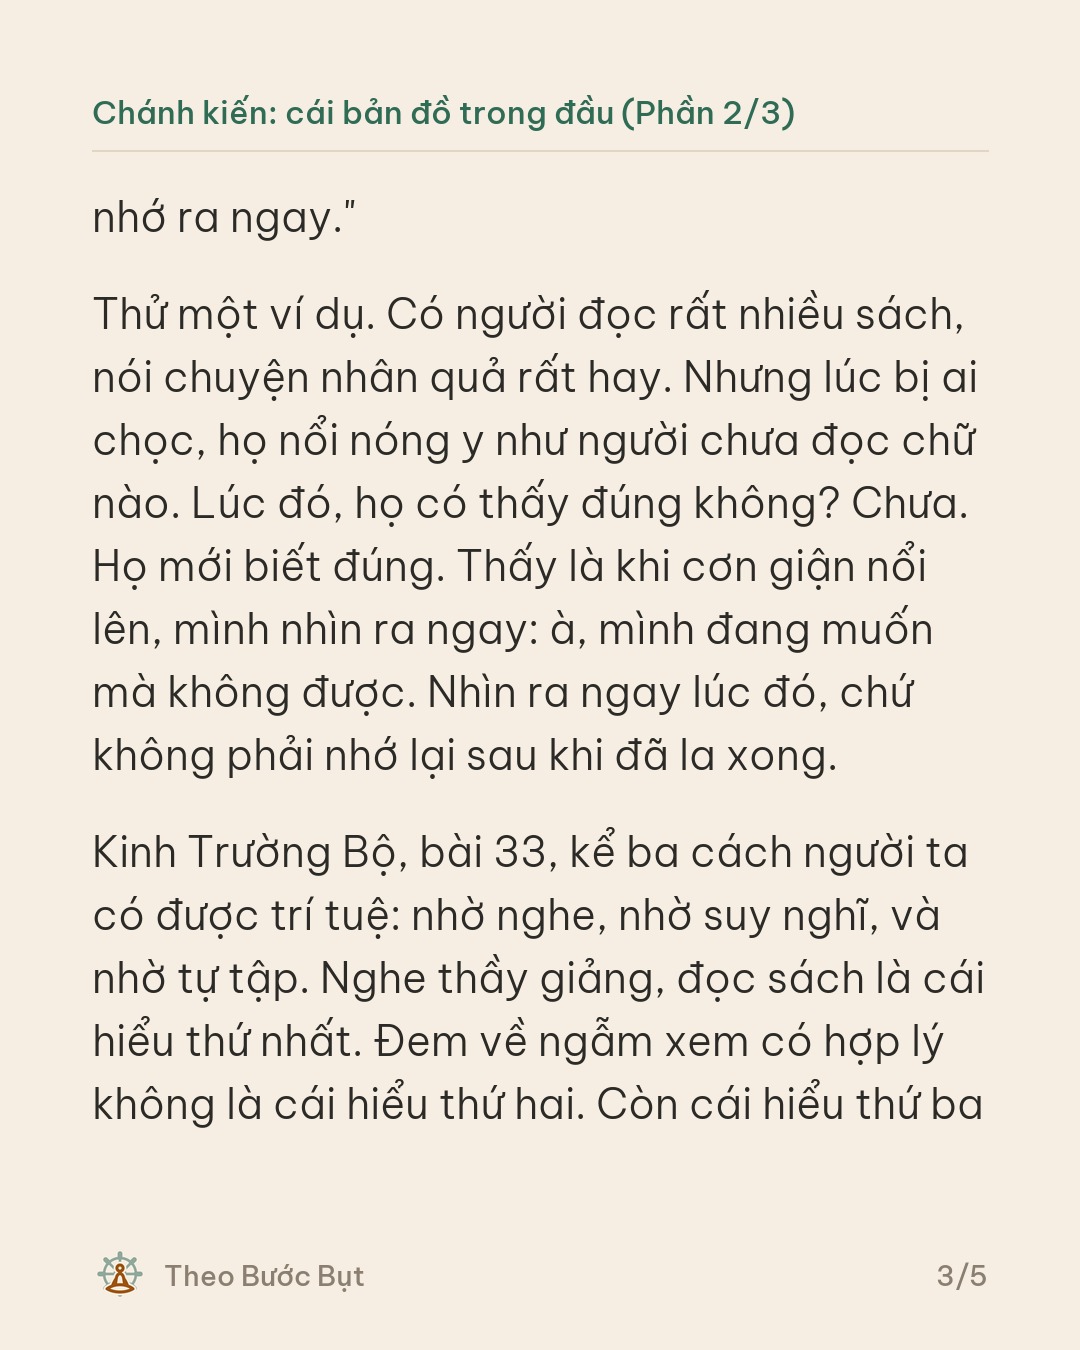 Chánh kiến: cái bản đồ trong đầu (Phần 2/3)
nhớ ra ngay."
Thử một ví dụ. Có người đọc rất nhiều sách,
nói chuyện nhân quả rất hay. Nhưng lúc bị ai
chọc, họ nổi nóng y như người chưa đọc chữ
nào. Lúc đó, họ có thấy đúng không? Chưa.
Họ mới biết đúng. Thấy là khi cơn giận nổi
lên, mình nhìn ra ngay: à, mình đang muốn
mà không được. Nhìn ra ngay lúc đó, chứ
không phải nhớ lại sau khi đã la xong.
Kinh Trường Bộ, bài 33, kể ba cách người ta
có được trí tuệ: nhờ nghe, nhờ suy nghĩ, và
nhờ tự tập. Nghe thầy giảng, đọc sách là cái
hiểu thứ nhất. Đem về ngẫm xem có hợp lý
không là cái hiểu thứ hai. Còn cái hiểu thứ ba
Theo Bước Bụt
3/5